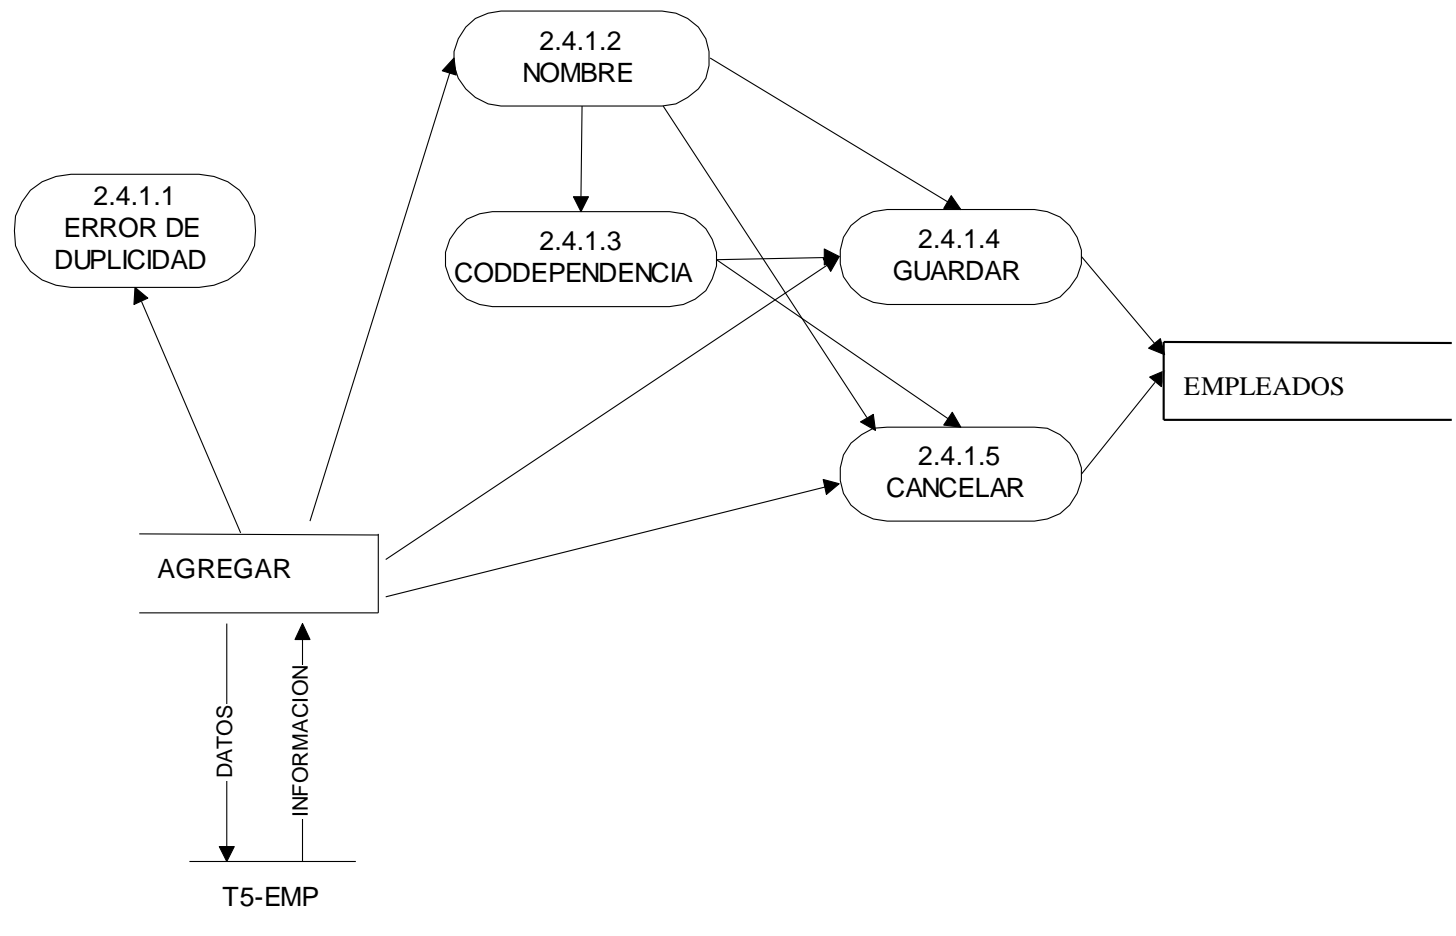 2.4.1.2
NOMBRE
2.4.1.1
ERROR DE
DUPLICIDAD
2.4.1.3
CODDEPENDENCIA
2.4.1.4
GUARDAR
EMPLEADOS
2.4.1.5
CANCELAR
AGREGAR
DATOS
INFORMACION
T5-EMP